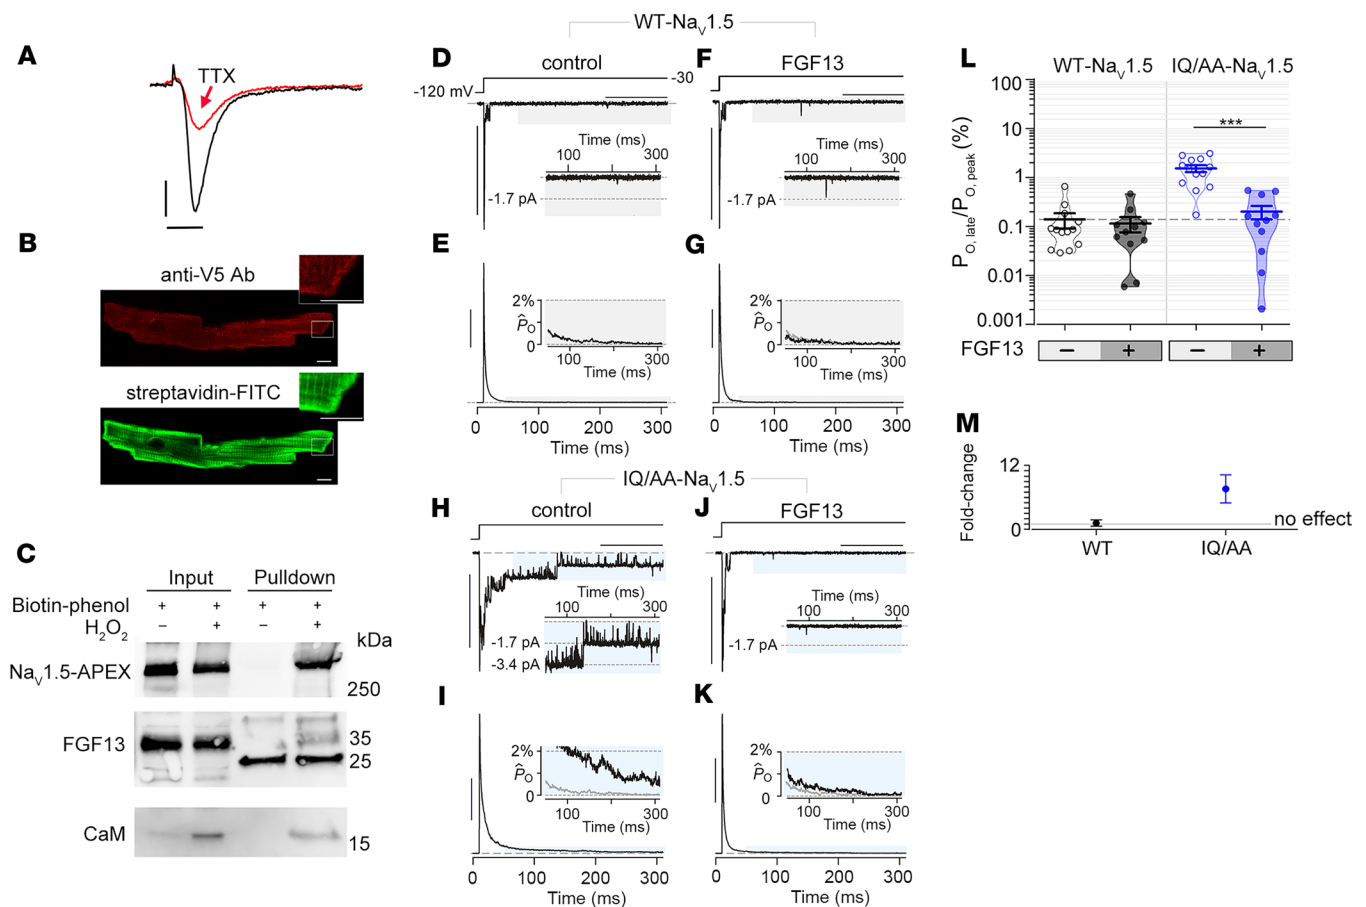 A
TTX
B
anti-V5 Ab
streptavidin-FITC
C
Input Pulldown
Biotin-phenol + + + +
H2O2 – + – +
kDa
NaV1.5-APEX
250
FGF13
35
25
CaM
15
WT-NaV1.5
D
control
-30
-120 mV
Time (ms)
100 300
-1.7 pA
F
FGF13
Time (ms)
100 300
-1.7 pA
E
2%
P̂O
0
100 300
Time (ms)
0 100 200 300
Time (ms)
G
2%
P̂O
0
100 300
Time (ms)
0 100 200 300
Time (ms)
IQ/AA-NaV1.5
H
control
Time (ms)
100 300
-1.7 pA
-3.4 pA
J
FGF13
Time (ms)
100 300
-1.7 pA
I
2%
P̂O
0
100 300
Time (ms)
0 100 200 300
Time (ms)
K
2%
P̂O
0
100 300
Time (ms)
0 100 200 300
Time (ms)
L
WT-NaV1.5 IQ/AA-NaV1.5
PO, late/PO, peak (%)
100
10
1
0.1
0.01
0.001
***
FGF13 – + – +
M
Fold-change
12
0
no effect
WT IQ/AA